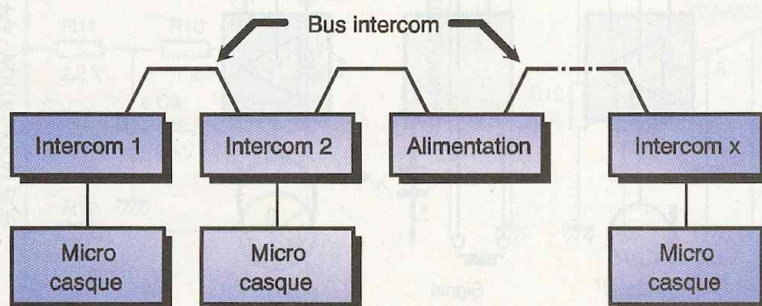 Bus intercom
Intercom 1
Intercom 2
Alimentation
Intercom x
Micro
casque
Micro
casque
Micro
casque